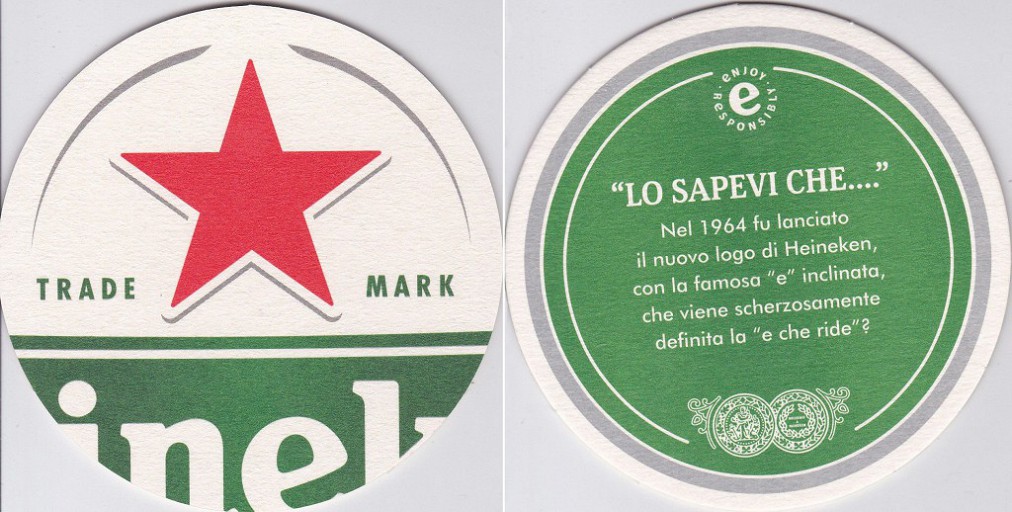 TRADE MARK
inek
ENJOY RESPONSIBLY
e
"LO SAPEVI CHE...."
Nel 1964 fu lanciato
il nuovo logo di Heineken,
con la famosa "e" inclinata,
che viene scherzosamente
definita la "e che ride"?